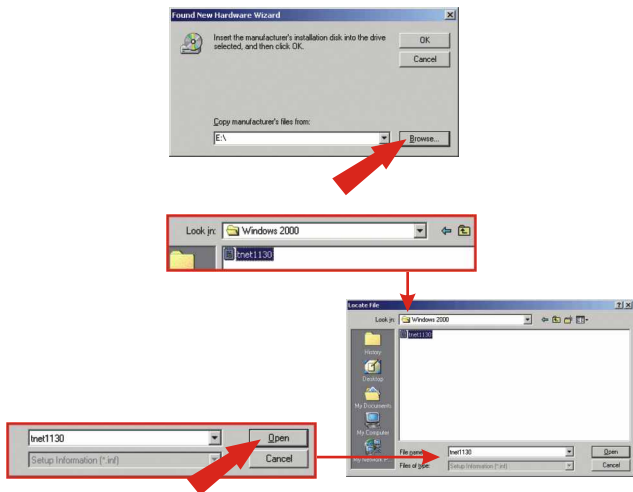 Found New Hardware Wizard
Insert the manufacturer's installation disk into the drive
selected, and then click OK.
OK
Cancel
Copy manufacturer's files from:
E:\
Browse...
Look in: Windows 2000
tnet1130
Locate File
Look in: Windows 2000
tnet1130
History
Desktop
My Documents
My Computer
File name: tnet1130 Open
Files of type: Setup Information (*.inf) Cancel
tnet1130 Open
Setup Information (*.inf) Cancel